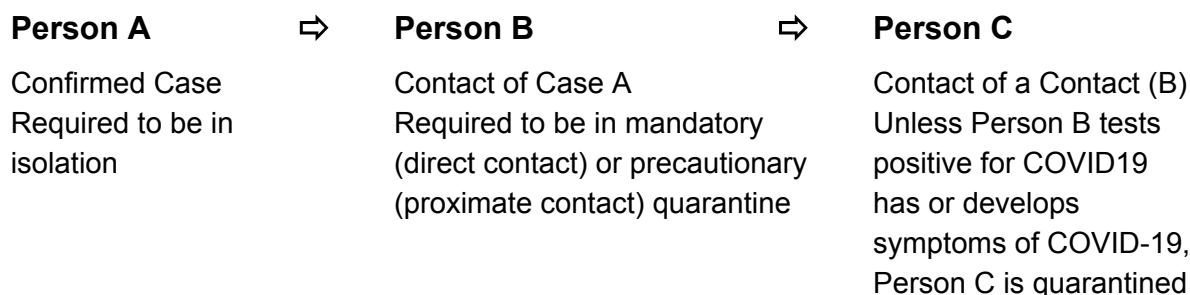 Person A ⇨ Person B ⇨ Person C
Confirmed Case
Required to be in
isolation
Contact of Case A
Required to be in mandatory
(direct contact) or precautionary
(proximate contact) quarantine
Contact of a Contact (B)
Unless Person B tests
positive for COVID19
has or develops
symptoms of COVID-19,
Person C is quarantined